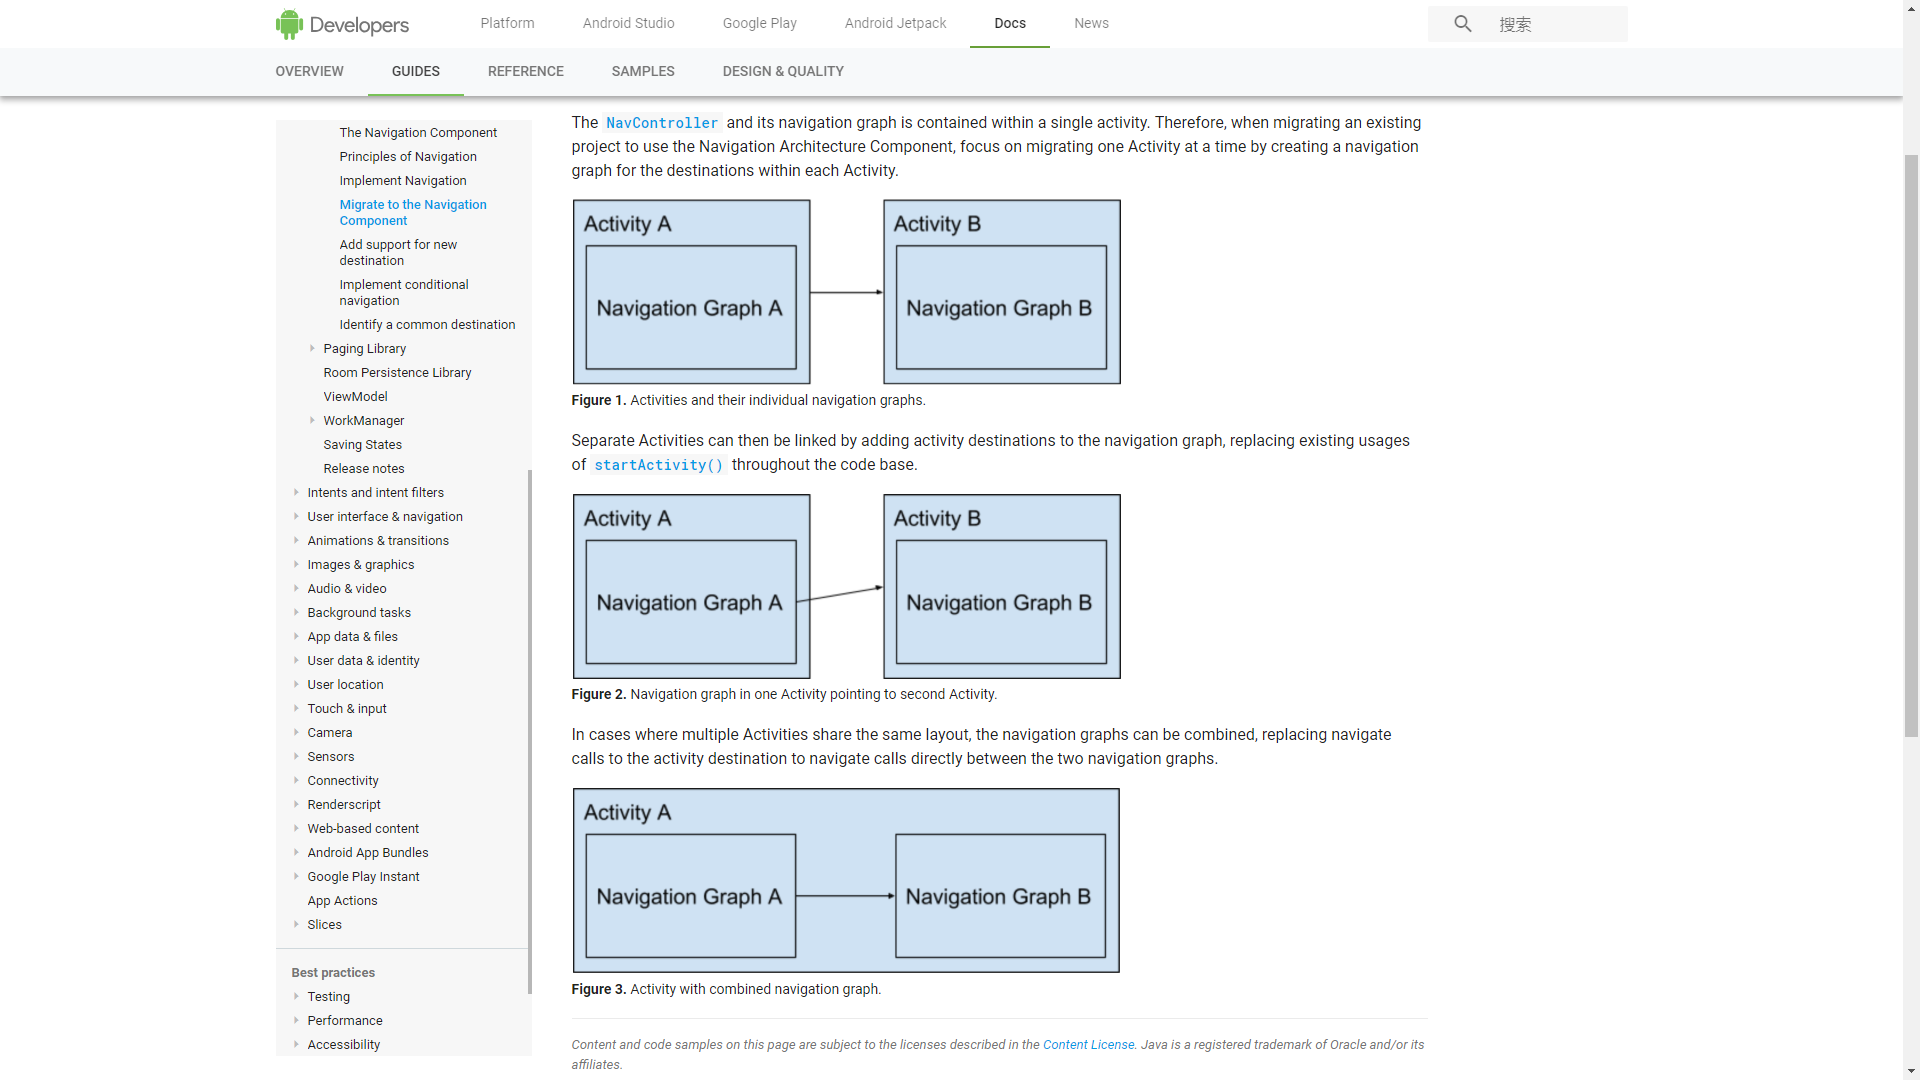 Developers
Platform
Android Studio
Google Play
Android Jetpack
Docs
News
搜索
OVERVIEW
GUIDES
REFERENCE
SAMPLES
DESIGN & QUALITY
The Navigation Component
Principles of Navigation
Implement Navigation
Migrate to the Navigation
Component
Add support for new
destination
Implement conditional
navigation
Identify a common destination
Paging Library
Room Persistence Library
ViewModel
WorkManager
Saving States
Release notes
Intents and intent filters
User interface & navigation
Animations & transitions
Images & graphics
Audio & video
Background tasks
App data & files
User data & identity
User location
Touch & input
Camera
Sensors
Connectivity
Renderscript
Web-based content
Android App Bundles
Google Play Instant
App Actions
Slices
Best practices
Testing
Performance
Accessibility
The NavController and its navigation graph is contained within a single activity. Therefore, when migrating an existing
project to use the Navigation Architecture Component, focus on migrating one Activity at a time by creating a navigation
graph for the destinations within each Activity.
Activity A
Navigation Graph A
Activity B
Navigation Graph B
Figure 1. Activities and their individual navigation graphs.
Separate Activities can then be linked by adding activity destinations to the navigation graph, replacing existing usages
of startActivity() throughout the code base.
Activity A
Navigation Graph A
Activity B
Navigation Graph B
Figure 2. Navigation graph in one Activity pointing to second Activity.
In cases where multiple Activities share the same layout, the navigation graphs can be combined, replacing navigate
calls to the activity destination to navigate calls directly between the two navigation graphs.
Activity A
Navigation Graph A
Navigation Graph B
Figure 3. Activity with combined navigation graph.
Content and code samples on this page are subject to the licenses described in the Content License. Java is a registered trademark of Oracle and/or its
affiliates.